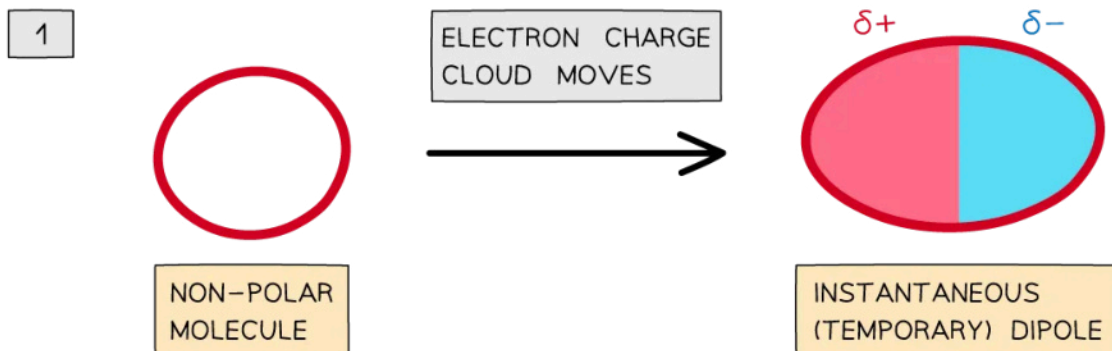 1
ELECTRON CHARGE
CLOUD MOVES
δ+ δ−
NON-POLAR
MOLECULE
INSTANTANEOUS
(TEMPORARY) DIPOLE